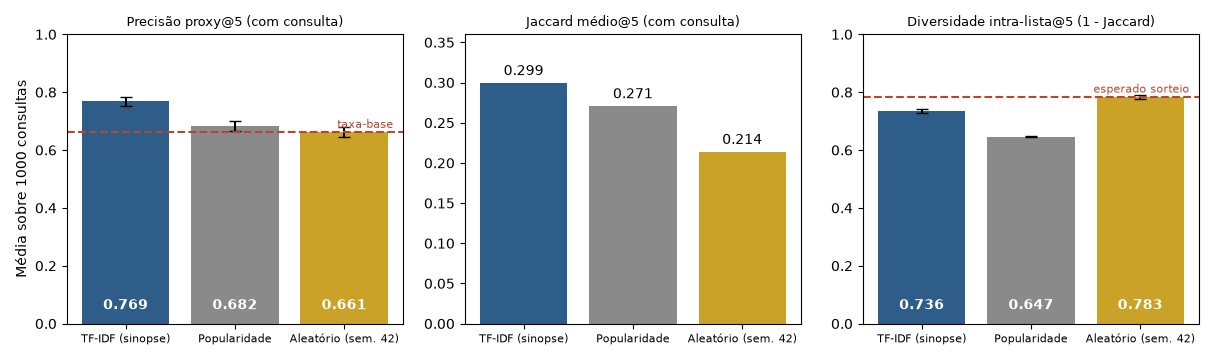 Precisão proxy@5 (com consulta)
Média sobre 1000 consultas
1.0
0.8
0.6
0.4
0.2
0.0
taxa-base
0.769
0.682
0.661
TF-IDF (sinopse)
Popularidade
Aleatório (sem. 42)
Jaccard médio@5 (com consulta)
0.35
0.30
0.25
0.20
0.15
0.10
0.05
0.00
0.299
0.271
0.214
TF-IDF (sinopse)
Popularidade
Aleatório (sem. 42)
Diversidade intra-lista@5 (1 - Jaccard)
1.0
0.8
0.6
0.4
0.2
0.0
esperado sorteio
0.736
0.647
0.783
TF-IDF (sinopse)
Popularidade
Aleatório (sem. 42)